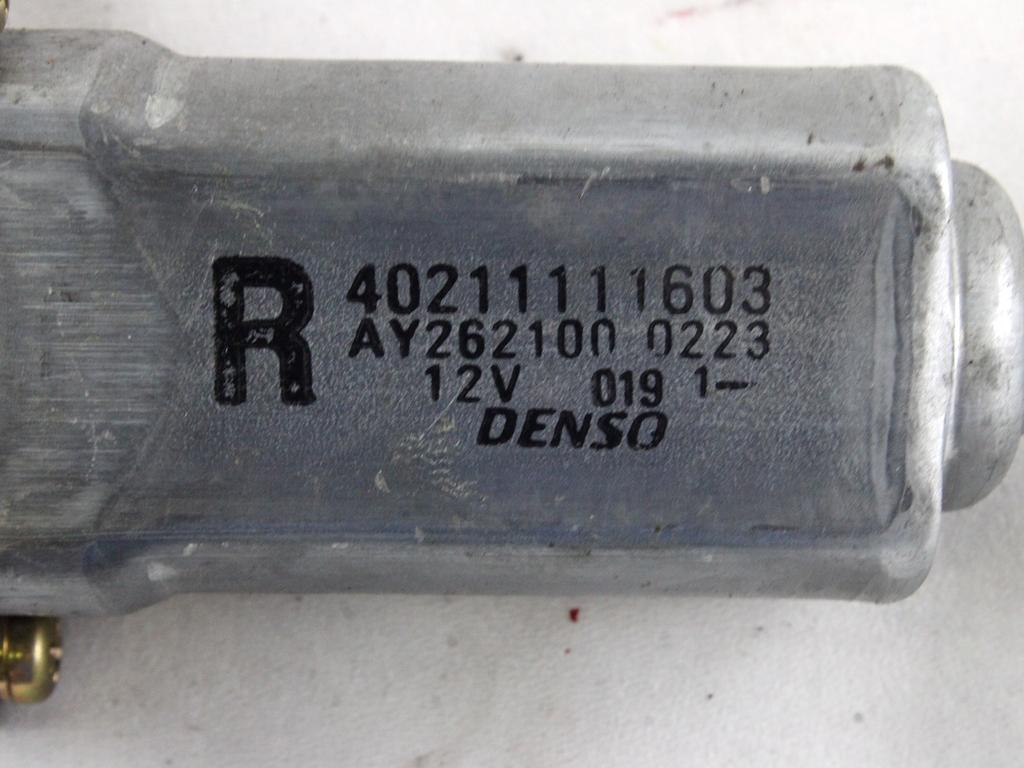 R 40211111603
AY262100 0223
12V 019 1-
DENSO